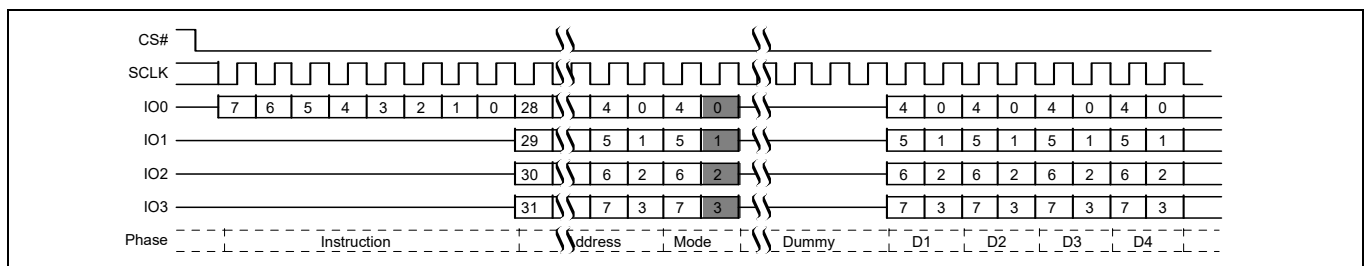 CS#
SCLK
IO0 7 6 5 4 3 2 1 0 28 4 0 4 0 4 0 4 0 4 0 4 0
IO1 29 5 1 5 1 5 1 5 1 5 1 5 1
IO2 30 6 2 6 2 6 2 6 2 6 2 6 2
IO3 31 7 3 7 3 7 3 7 3 7 3 7 3
Phase Instruction ddress Mode Dummy D1 D2 D3 D4